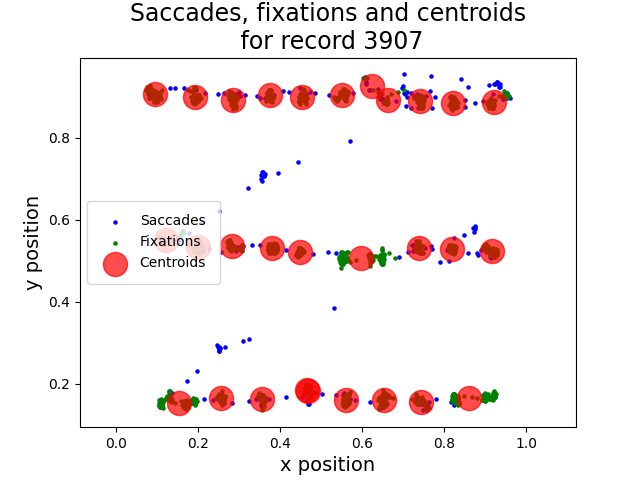 Saccades, fixations and centroids
for record 3907
y position
0.8
0.6
0.4
0.2
Saccades
Fixations
Centroids
0.0 0.2 0.4 0.6 0.8 1.0
x position